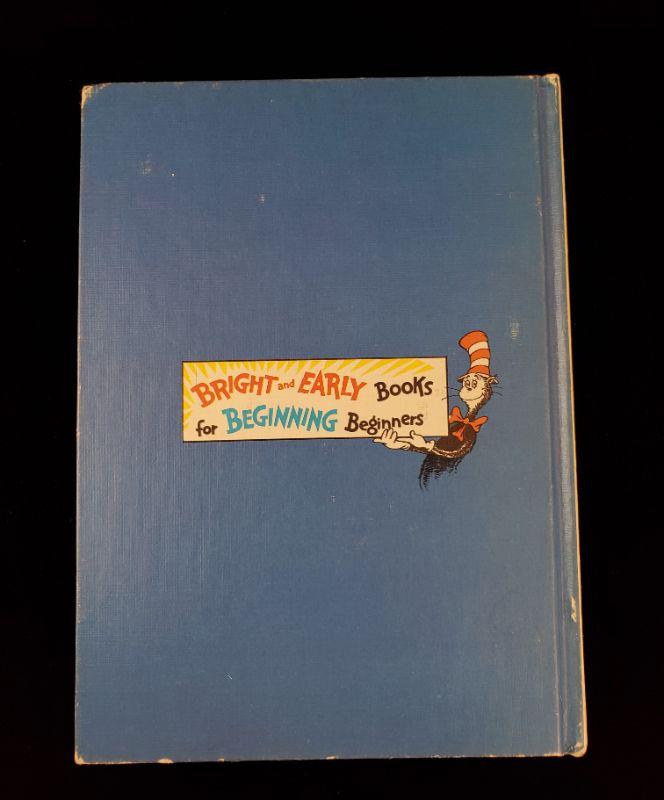 BRIGHT and EARLY Books
for BEGINNING Beginners